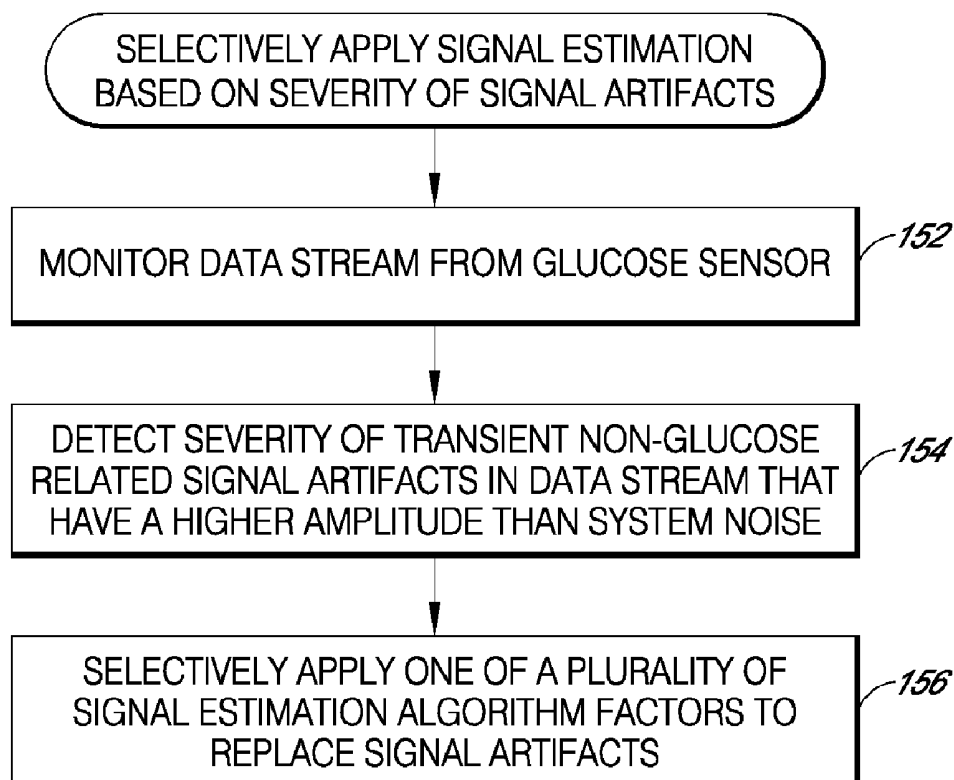 SELECTIVELY APPLY SIGNAL ESTIMATION
BASED ON SEVERITY OF SIGNAL ARTIFACTS
MONITOR DATA STREAM FROM GLUCOSE SENSOR
152
DETECT SEVERITY OF TRANSIENT NON-GLUCOSE
RELATED SIGNAL ARTIFACTS IN DATA STREAM THAT
HAVE A HIGHER AMPLITUDE THAN SYSTEM NOISE
154
SELECTIVELY APPLY ONE OF A PLURALITY OF
SIGNAL ESTIMATION ALGORITHM FACTORS TO
REPLACE SIGNAL ARTIFACTS
156